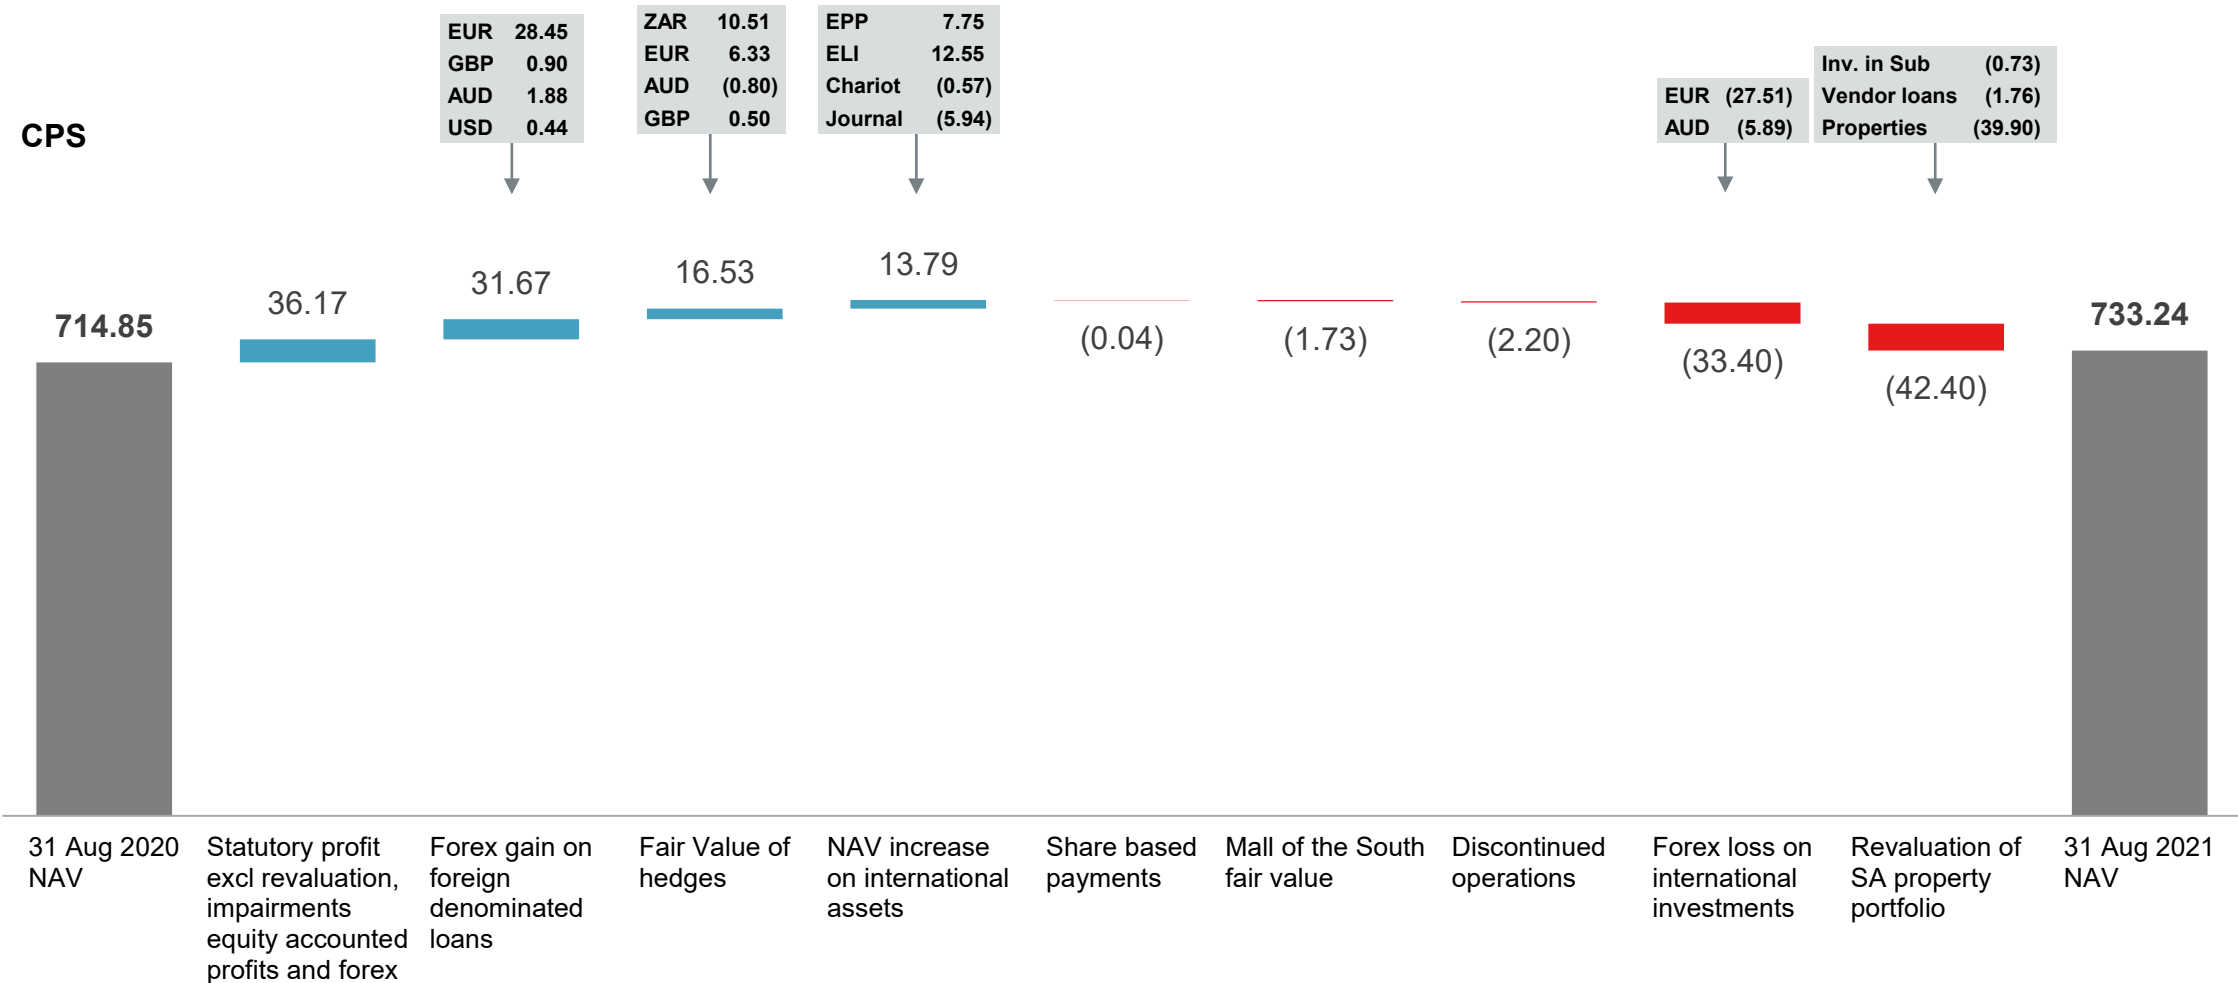 CPS
EUR 28.45
GBP 0.90
AUD 1.88
USD 0.44
ZAR 10.51
EUR 6.33
AUD (0.80)
GBP 0.50
EPP 7.75
ELI 12.55
Chariot (0.57)
Journal (5.94)
EUR (27.51)
AUD (5.89)
Inv. in Sub (0.73)
Vendor loans (1.76)
Properties (39.90)
714.85
36.17
31.67
16.53
13.79
(0.04)
(1.73)
(2.20)
(33.40)
(42.40)
733.24
31 Aug 2020
NAV
Statutory profit
excl revaluation,
impairments
equity accounted
profits and forex
Forex gain on
foreign
denominated
loans
Fair Value of
hedges
NAV increase
on international
assets
Share based
payments
Mall of the South
fair value
Discontinued
operations
Forex loss on
international
investments
Revaluation of
SA property
portfolio
31 Aug 2021
NAV